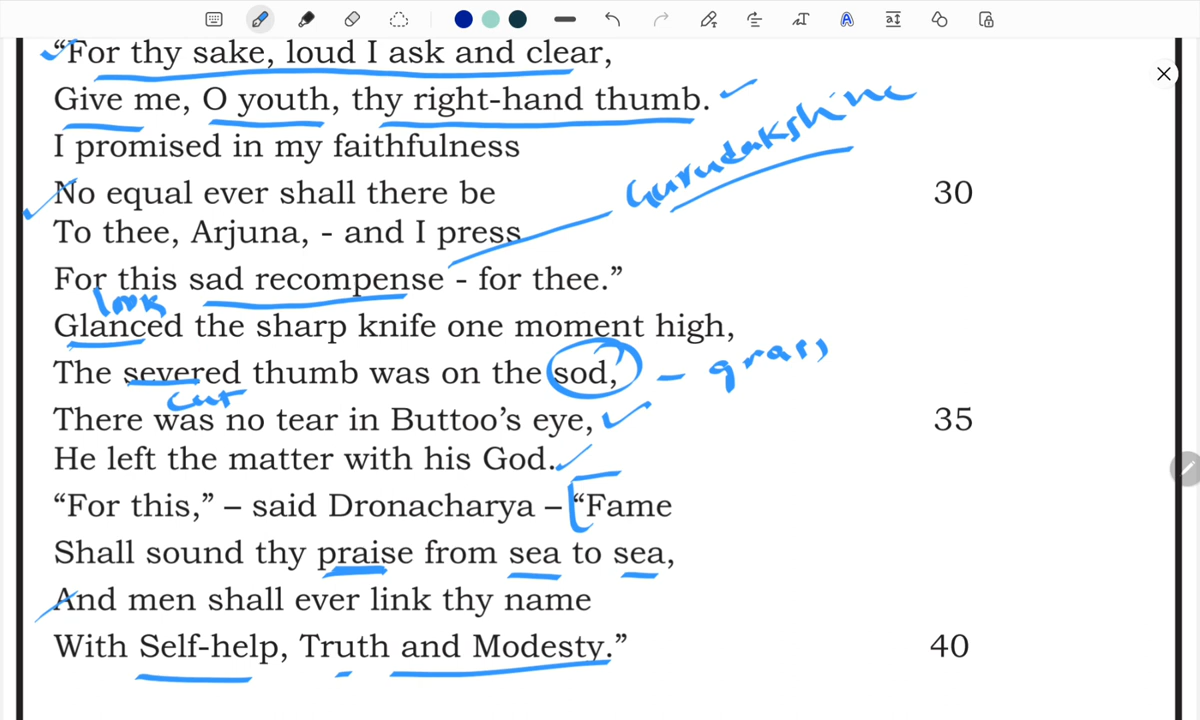 “For thy sake, loud I ask and clear,
Give me, O youth, thy right-hand thumb.
I promised in my faithfulness
Gurudakshine
No equal ever shall there be 30
To thee, Arjuna, - and I press
For this sad recompense - for thee.”
look
Glanced the sharp knife one moment high,
The severed thumb was on the sod, - grass
cut
There was no tear in Buttoo’s eye, 35
He left the matter with his God.
“For this,” – said Dronacharya – “Fame
Shall sound thy praise from sea to sea,
And men shall ever link thy name
With Self-help, Truth and Modesty.” 40